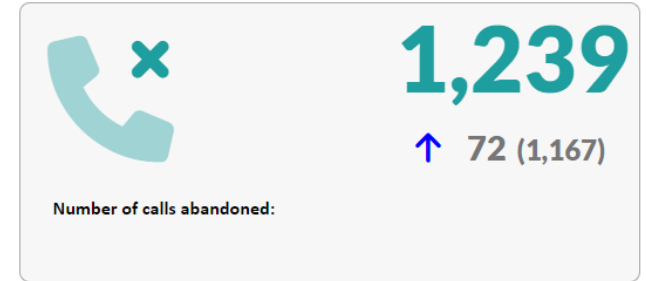 1,239
↑ 72 (1,167)
Number of calls abandoned: